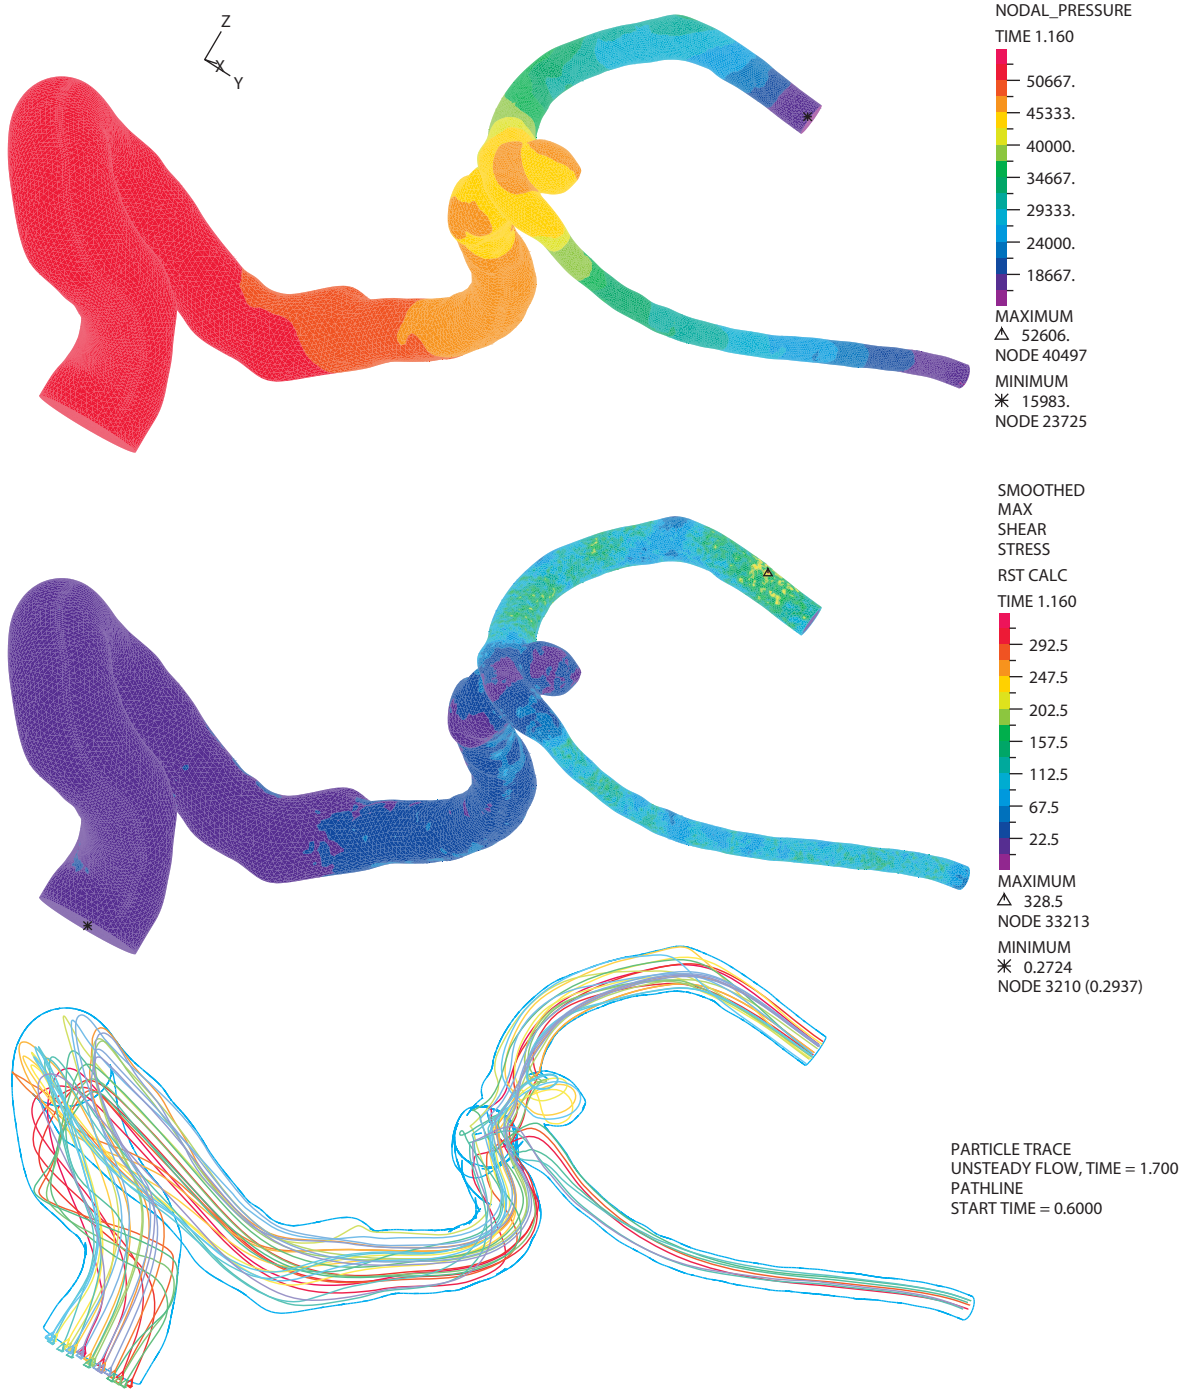 NODAL_PRESSURE
TIME 1.160
50667.
45333.
40000.
34667.
29333.
24000.
18667.
MAXIMUM
△ 52606.
NODE 40497
MINIMUM
✳ 15983.
NODE 23725
Z
X
Y
SMOOTHED
MAX
SHEAR
STRESS
RST CALC
TIME 1.160
292.5
247.5
202.5
157.5
112.5
67.5
22.5
MAXIMUM
△ 328.5
NODE 33213
MINIMUM
✳ 0.2724
NODE 3210 (0.2937)
PARTICLE TRACE
UNSTEADY FLOW, TIME = 1.700
PATHLINE
START TIME = 0.6000